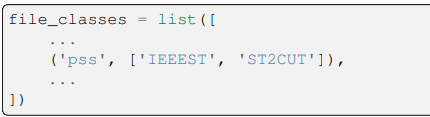 file_classes = list([
    ...
    ('pss', ['IEEEST', 'ST2CUT']),
    ...
])